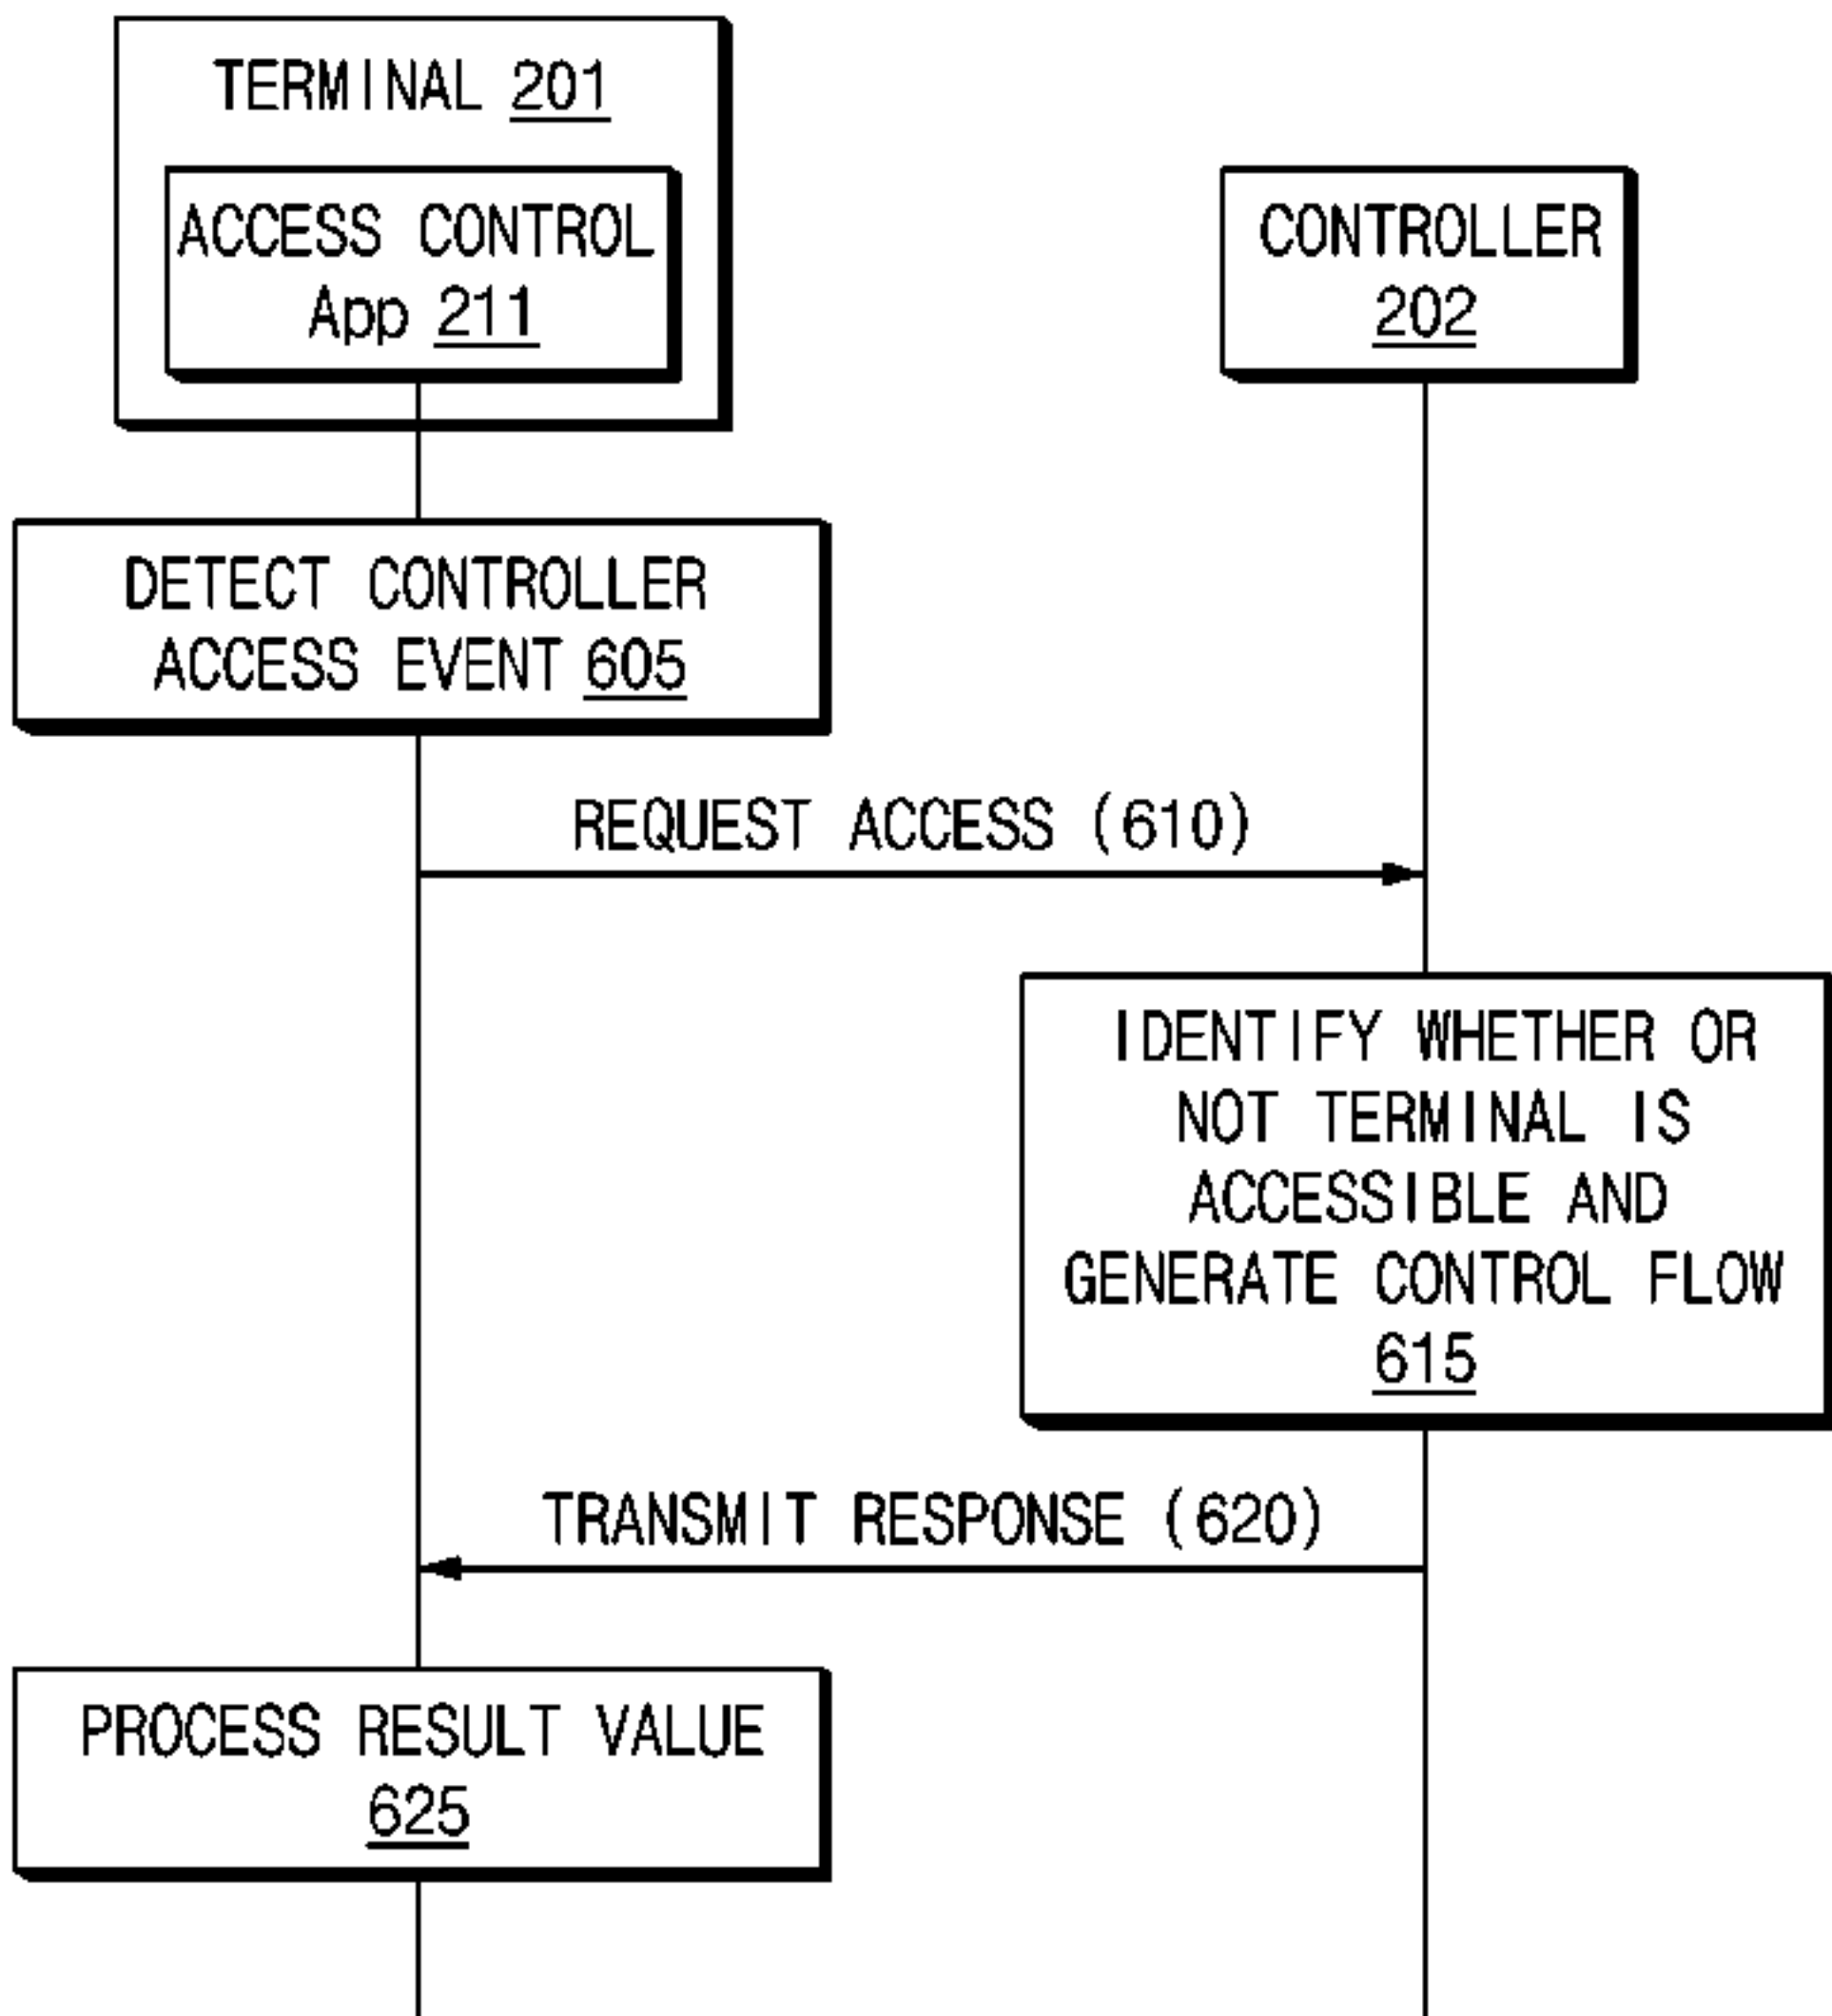 TERMINAL 201
ACCESS CONTROL
App 211
CONTROLLER
202
DETECT CONTROLLER
ACCESS EVENT 605
REQUEST ACCESS (610)
IDENTIFY WHETHER OR
NOT TERMINAL IS
ACCESSIBLE AND
GENERATE CONTROL FLOW
615
TRANSMIT RESPONSE (620)
PROCESS RESULT VALUE
625